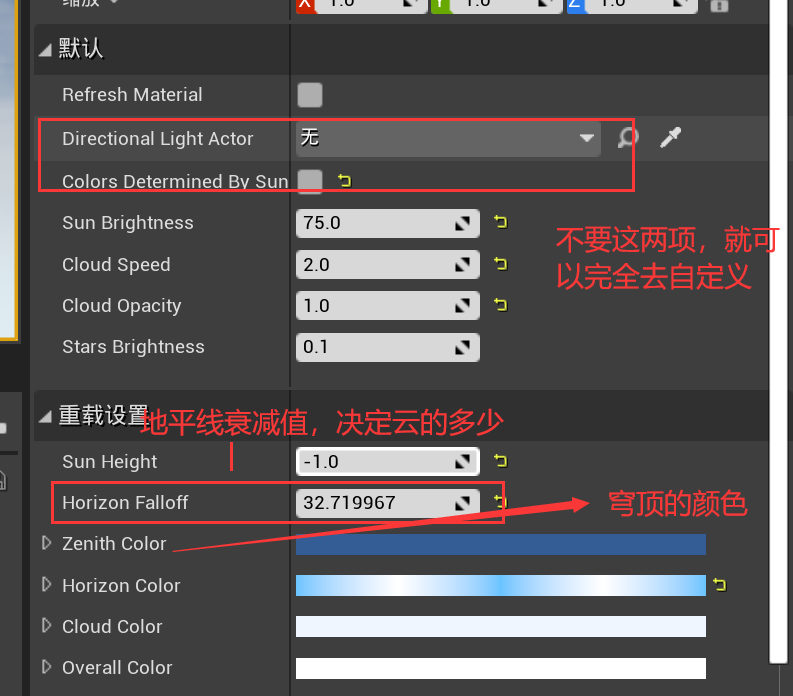 缩放 X 1.0 Y 1.0 Z 1.0
默认
Refresh Material
Directional Light Actor 无
Colors Determined By Sun
Sun Brightness 75.0
不要这两项，就可
以完全去自定义
Cloud Speed 2.0
Cloud Opacity 1.0
Stars Brightness 0.1
重载设置
地平线衰减值，决定云的多少
Sun Height -1.0
Horizon Falloff 32.719967
穹顶的颜色
Zenith Color
Horizon Color
Cloud Color
Overall Color